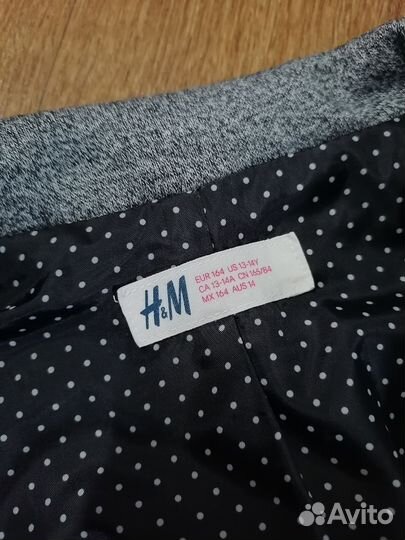 H&M
EUR 164 US 13-14Y
CA 13-14A CN 165/84
MX 164 AUS 14
Avito